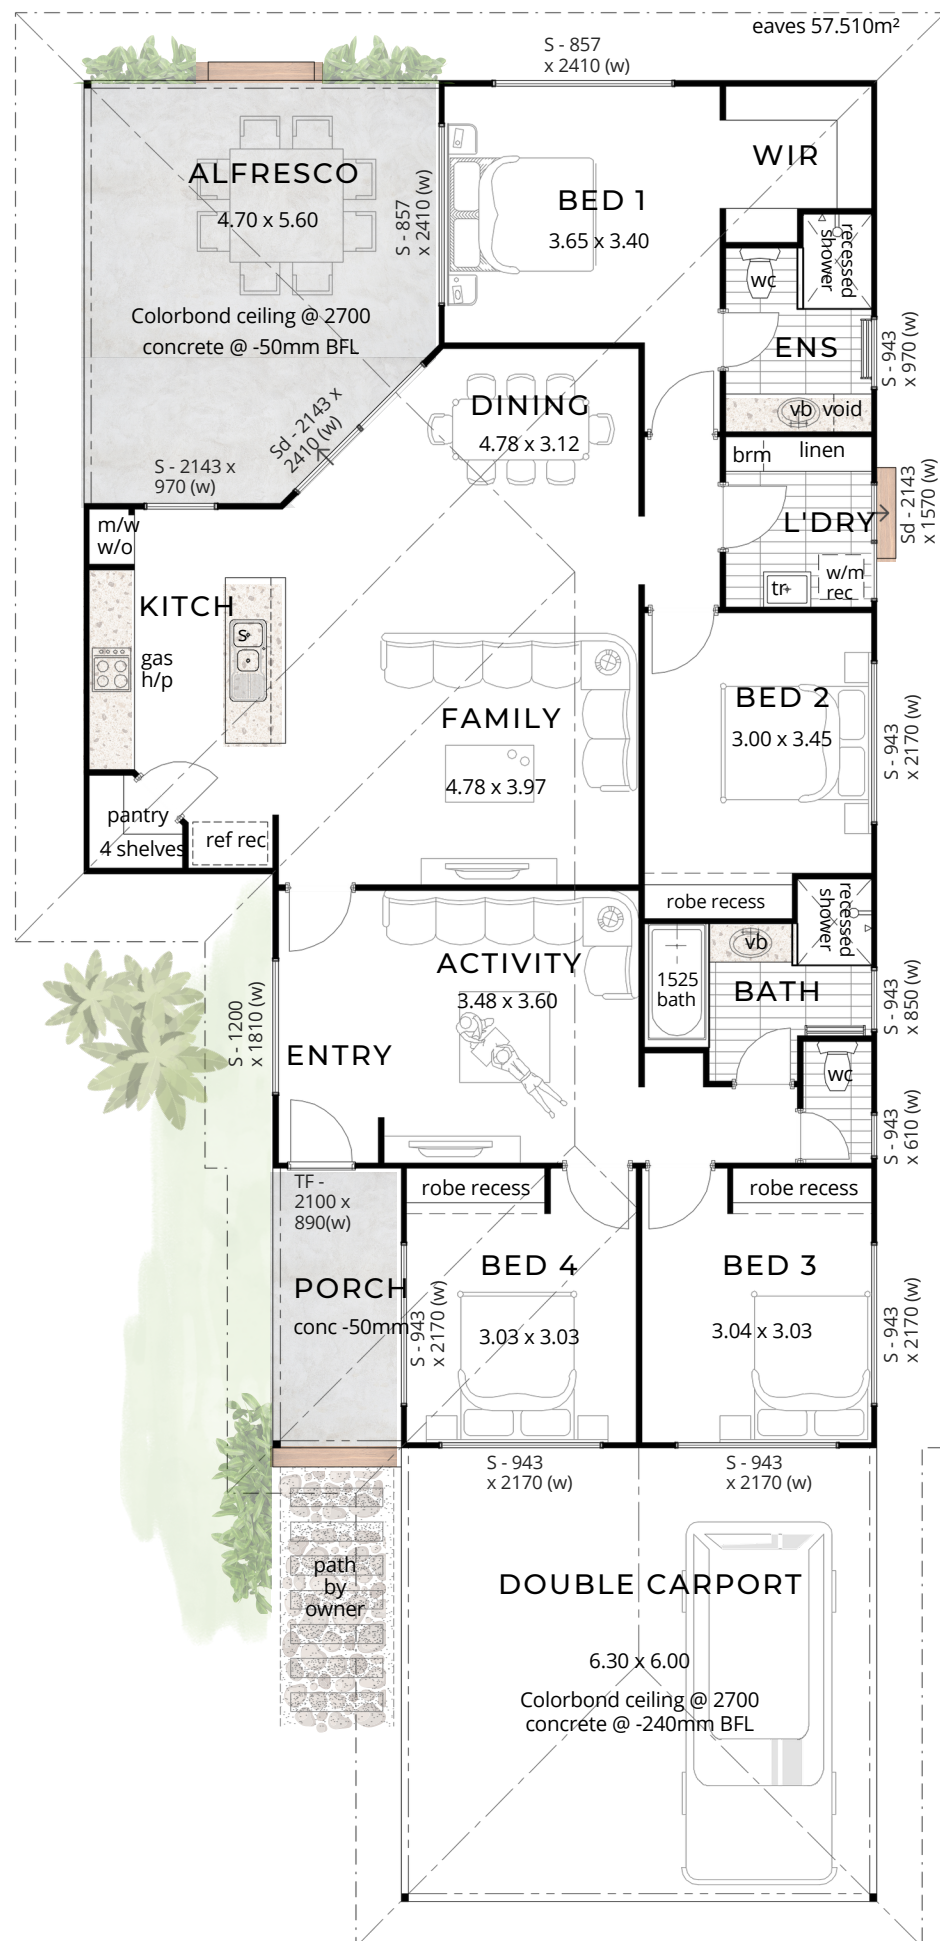 eaves 57.510m²
S - 857
x 2410 (w)
ALFRESCO
4.70 x 5.60
Colorbond ceiling @ 2700
concrete @ -50mm BFL
S - 857
x 2410 (w)
BED 1
3.65 x 3.40
WIR
recessed
shower
wc
ENS
S - 943
x 970 (w)
vb void
DINING
4.78 x 3.12
Sd - 2143 x
2410 (w)
S - 2143 x
970 (w)
brm
linen
L'DRY
Sd - 2143
x 1570 (w)
tr
w/m
rec
m/w
w/o
KITCH
s
gas
h/p
FAMILY
4.78 x 3.97
BED 2
3.00 x 3.45
S - 943
x 2170 (w)
pantry
4 shelves
ref rec
robe recess
recessed
shower
vb
ACTIVITY
3.48 x 3.60
1525
bath
BATH
S - 943
x 850 (w)
S - 1200
x 1810 (w)
ENTRY
wc
S - 943
x 610 (w)
TF -
2100 x
890(w)
robe recess
robe recess
PORCH
conc -50mm
S - 943
x 2170 (w)
BED 4
3.03 x 3.03
BED 3
3.04 x 3.03
S - 943
x 2170 (w)
S - 943
x 2170 (w)
S - 943
x 2170 (w)
path
by
owner
DOUBLE CARPORT
6.30 x 6.00
Colorbond ceiling @ 2700
concrete @ -240mm BFL